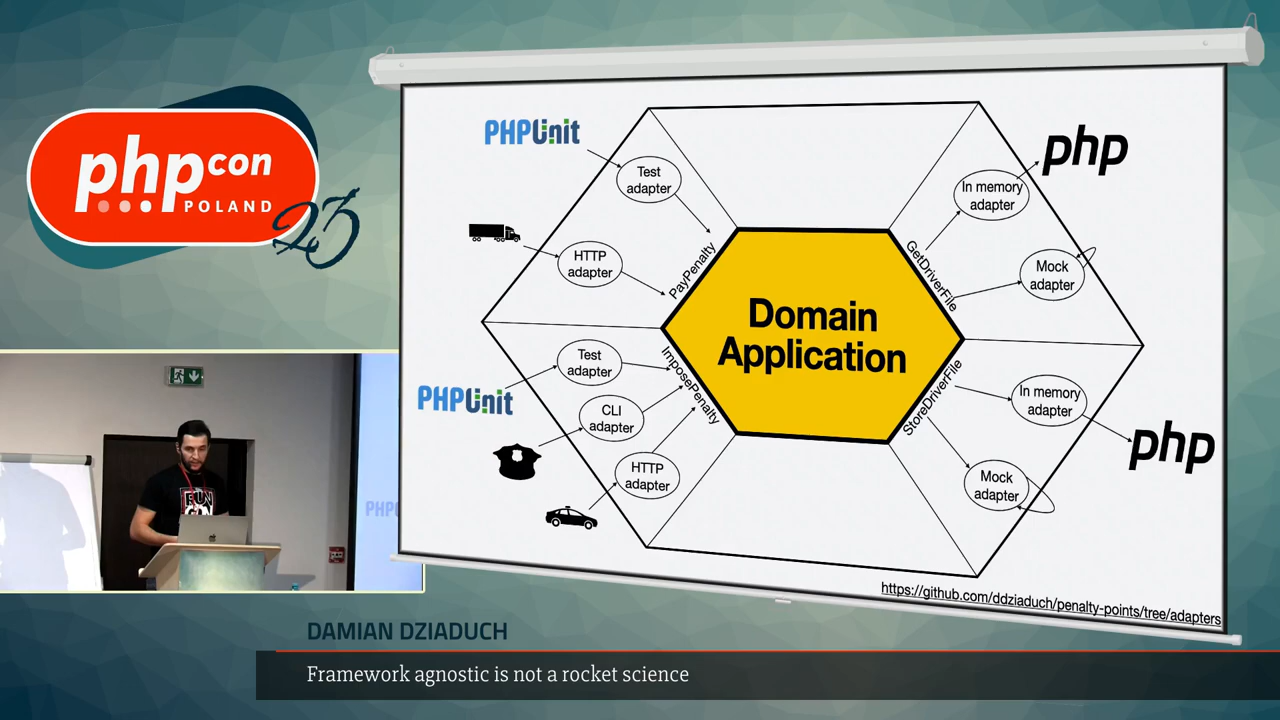 php con
POLAND
23
PHPUnit
Test
adapter
HTTP
adapter
PayPenalty
PHPUnit
Test
adapter
CLI
adapter
HTTP
adapter
ImposePenalty
Domain
Application
GetDriverFile
In memory
adapter
php
Mock
adapter
StoreDriverFile
In memory
adapter
php
Mock
adapter
https://github.com/ddziaduch/penalty-points/tree/adapters
PHP
DAMIAN DZIADUCH
Framework agnostic is not a rocket science